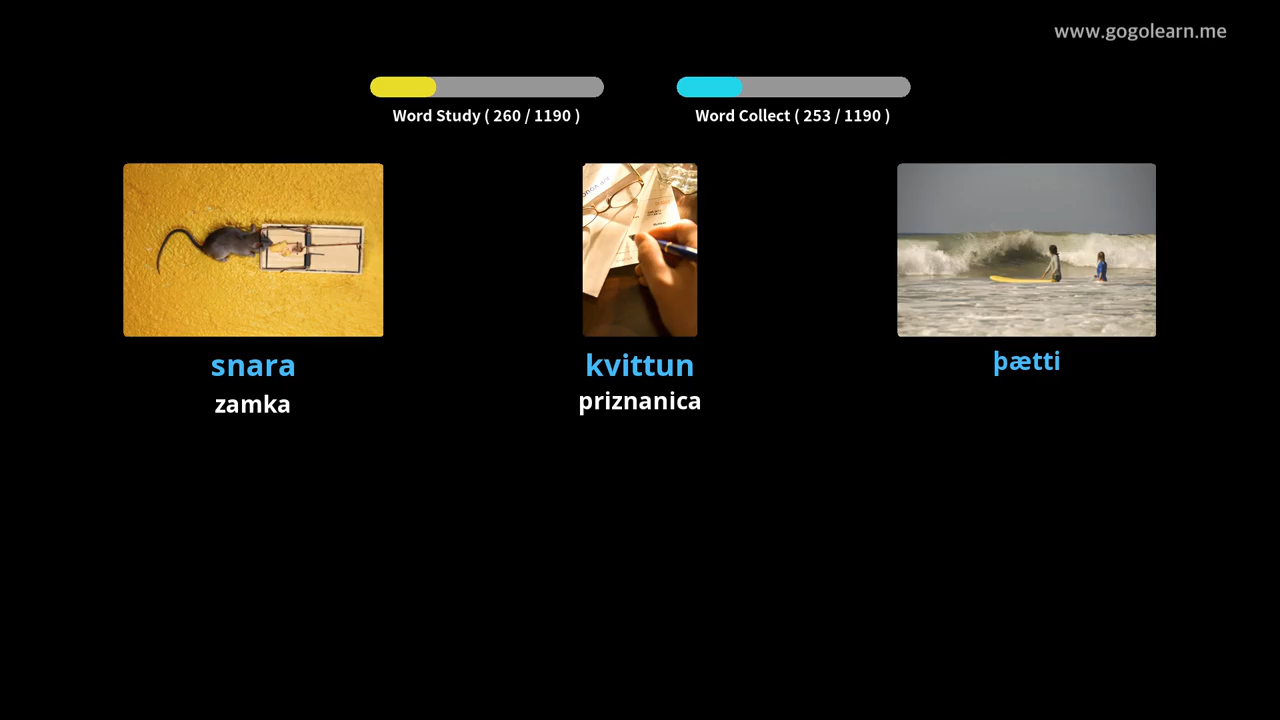 www.gogolearn.me
Word Study ( 260 / 1190 )
Word Collect ( 253 / 1190 )
snara
zamka
kvittun
priznanica
þætti